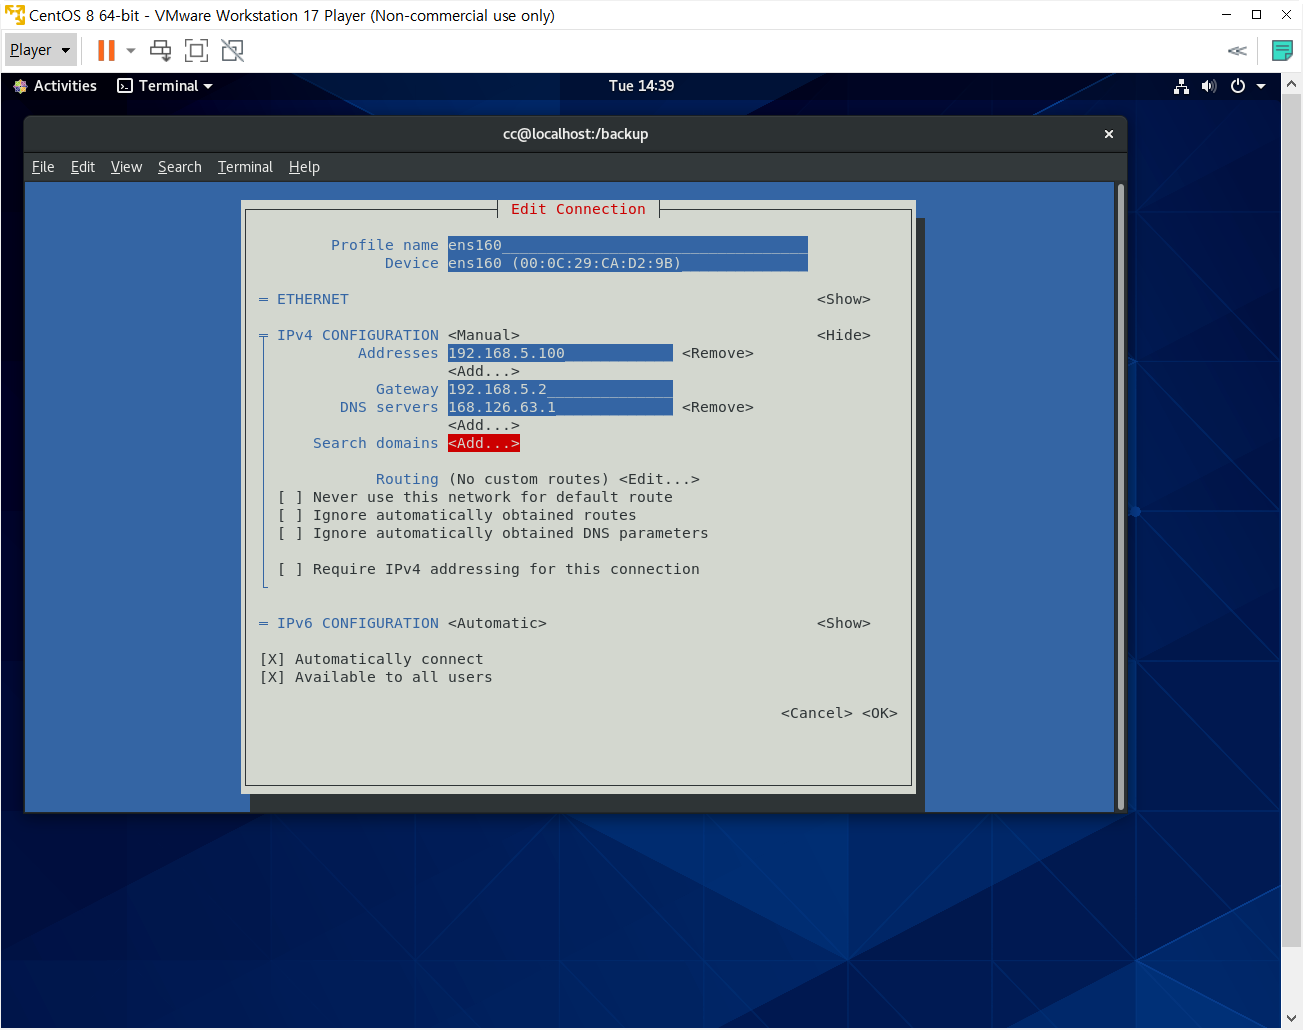 CentOS 8 64-bit - VMware Workstation 17 Player (Non-commercial use only)
Player
Activities Terminal Tue 14:39
cc@localhost:/backup
File Edit View Search Terminal Help
Edit Connection
Profile name ens160
Device ens160 (00:0C:29:CA:D2:9B)
= ETHERNET <Show>
IPv4 CONFIGURATION <Manual> <Hide>
Addresses 192.168.5.100 <Remove>
<Add...>
Gateway 192.168.5.2
DNS servers 168.126.63.1 <Remove>
<Add...>
Search domains <Add...>
Routing (No custom routes) <Edit...>
[ ] Never use this network for default route
[ ] Ignore automatically obtained routes
[ ] Ignore automatically obtained DNS parameters
[ ] Require IPv4 addressing for this connection
= IPv6 CONFIGURATION <Automatic> <Show>
[X] Automatically connect
[X] Available to all users
<Cancel> <OK>